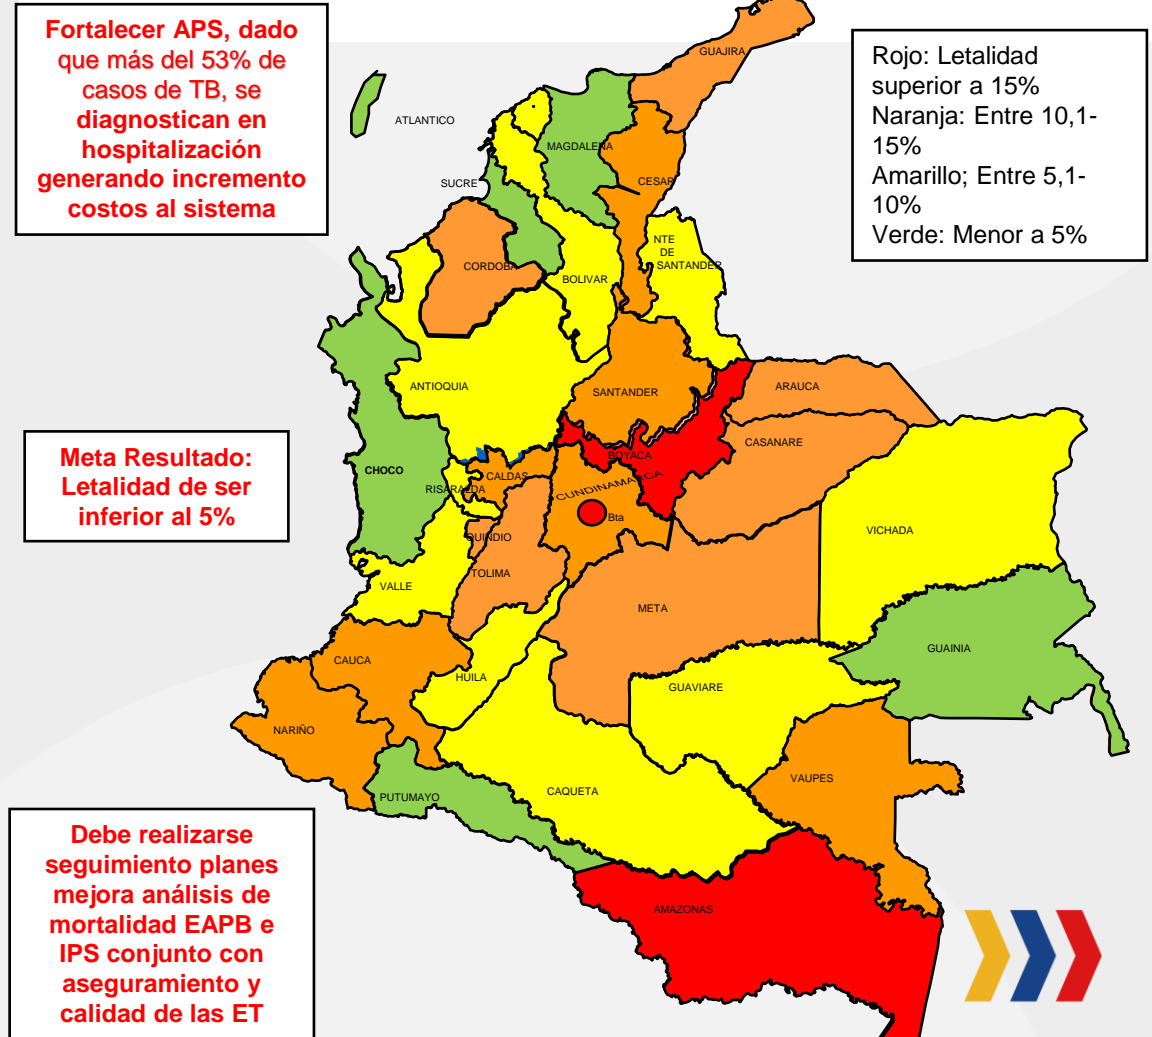 Fortalecer APS, dado
que más del 53% de
casos de TB, se
diagnostican en
hospitalización
generando incremento
costos al sistema
Rojo: Letalidad
superior a 15%
Naranja: Entre 10,1-
15%
Amarillo; Entre 5,1-
10%
Verde: Menor a 5%
GUAJIRA
ATLANTICO
MAGDALENA
SUCRE
CESAR
CORDOBA
BOLIVAR
NTE
DE
SANTANDER
ANTIOQUIA
SANTANDER
ARAUCA
Meta Resultado:
Letalidad de ser
inferior al 5%
CHOCO
BOYACA
CASANARE
RISARALDA
CALDAS
CUNDINAMARCA
Bta
QUINDIO
VICHADA
TOLIMA
VALLE
META
GUAINIA
CAUCA
HUILA
GUAVIARE
NARIÑO
VAUPES
PUTUMAYO
CAQUETA
AMAZONAS
Debe realizarse
seguimiento planes
mejora análisis de
mortalidad EAPB e
IPS conjunto con
aseguramiento y
calidad de las ET